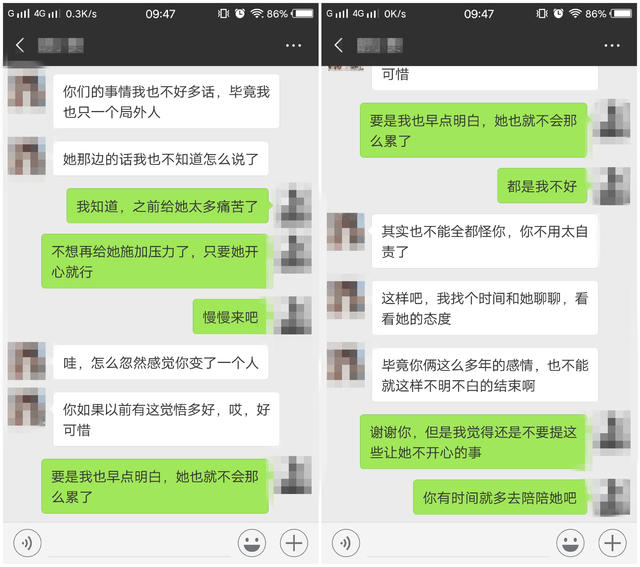 G 4G 0.3K/s 09:47 86%
你们的事情我也不好多话，毕竟我
也只一个局外人
她那边的话我也不知道怎么说了
我知道，之前给她太多痛苦了
不想再给她施加压力了，只要她开
心就行
慢慢来吧
哇，怎么忽然感觉你变了一个人
你如果以前有这觉悟多好，哎，好
可惜
要是我也早点明白，她也就不会那
么累了
G 4G 0K/s 09:47 86%
可惜
要是我也早点明白，她也就不会那
么累了
都是我不好
其实也不能全都怪你，你不用太自
责了
这样吧，我找个时间和她聊聊，看
看她的态度
毕竟你俩这么多年的感情，也不能
就这样不明不白的结束啊
谢谢你，但是我觉得还是不要提这
些让她不开心的事
你有时间就多去陪陪她吧